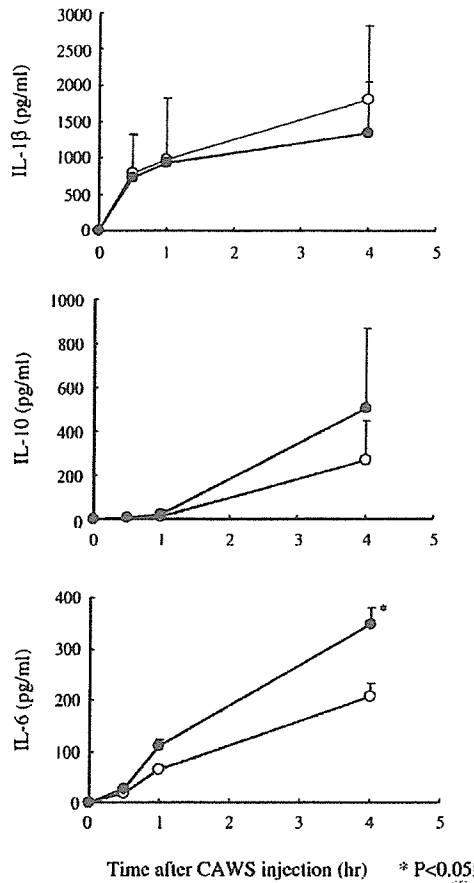 3000
2500
2000
1500
1000
500
0
IL-1β (pg/ml)
0 1 2 3 4 5
1000
800
600
400
200
0
IL-10 (pg/ml)
0 1 2 3 4 5
400
300
200
100
0
IL-6 (pg/ml)
*
0 1 2 3 4 5
Time after CAWS injection (hr) * P<0.05